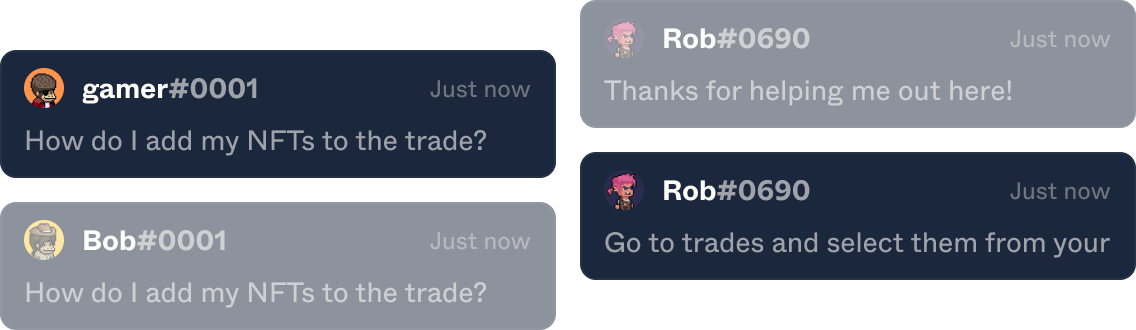 gamer#0001 Just now
How do I add my NFTs to the trade?
Bob#0001 Just now
How do I add my NFTs to the trade?
Rob#0690 Just now
Thanks for helping me out here!
Rob#0690 Just now
Go to trades and select them from your